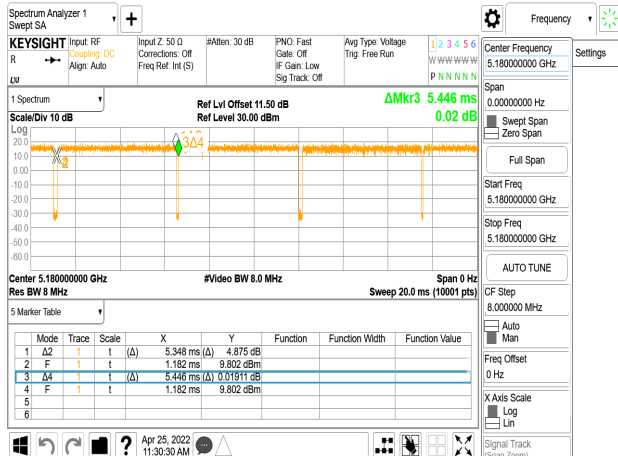 Spectrum Analyzer 1
Swept SA
Frequency
KEYSIGHT
R
Input: RF
Coupling: DC
Align: Auto
Input Z: 50 Ω
Corrections: Off
Freq Ref: Int (S)
#Atten: 30 dB
PNO: Fast
Gate: Off
IF Gain: Low
Sig Track: Off
Avg Type: Voltage
Trig: Free Run
1 2 3 4 5 6
W W W W W W
P N N N N N
Settings
Center Frequency
5.180000000 GHz
Span
0.00000000 Hz
Swept Span
Zero Span
Full Span
Start Freq
5.180000000 GHz
Stop Freq
5.180000000 GHz
AUTO TUNE
CF Step
8.000000 MHz
Auto
Man
Freq Offset
0 Hz
X Axis Scale
Log
Lin
Signal Track
(Span Zoom)
1 Spectrum
Scale/Div 10 dB
Ref Lvl Offset 11.50 dB
Ref Level 30.00 dBm
ΔMkr3 5.446 ms
0.02 dB
Log
20.0
10.0
0.00
-10.0
-20.0
-30.0
-40.0
-50.0
-60.0
2
3Δ4
Center 5.180000000 GHz
Res BW 8 MHz
#Video BW 8.0 MHz
Span 0 Hz
Sweep 20.0 ms (10001 pts)
5 Marker Table
Mode Trace Scale X Y Function Function Width Function Value
1 Δ2 1 t (Δ) 5.348 ms (Δ) 4.875 dB
2 F 1 t 1.182 ms 9.802 dBm
3 Δ4 1 t (Δ) 5.446 ms (Δ) 0.01911 dB
4 F 1 t 1.182 ms 9.802 dBm
5
6
?
Apr 25, 2022
11:30:30 AM